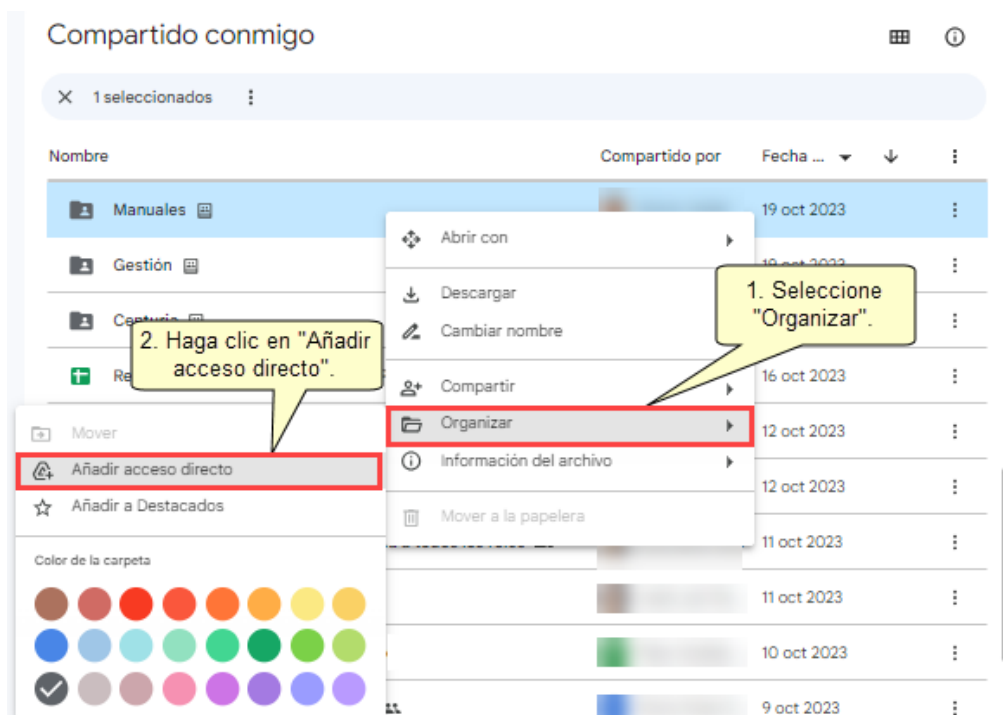 Compartido conmigo
1 seleccionados
Nombre Compartido por Fecha ...
Manuales 19 oct 2023
Abrir con
Gestión
Descargar
1. Seleccione
"Organizar".
Cambiar nombre
2. Haga clic en "Añadir
acceso directo".
Compartir 16 oct 2023
Organizar 12 oct 2023
Mover
Información del archivo
Añadir acceso directo
12 oct 2023
Añadir a Destacados
Mover a la papelera
11 oct 2023
Color de la carpeta
11 oct 2023
10 oct 2023
9 oct 2023